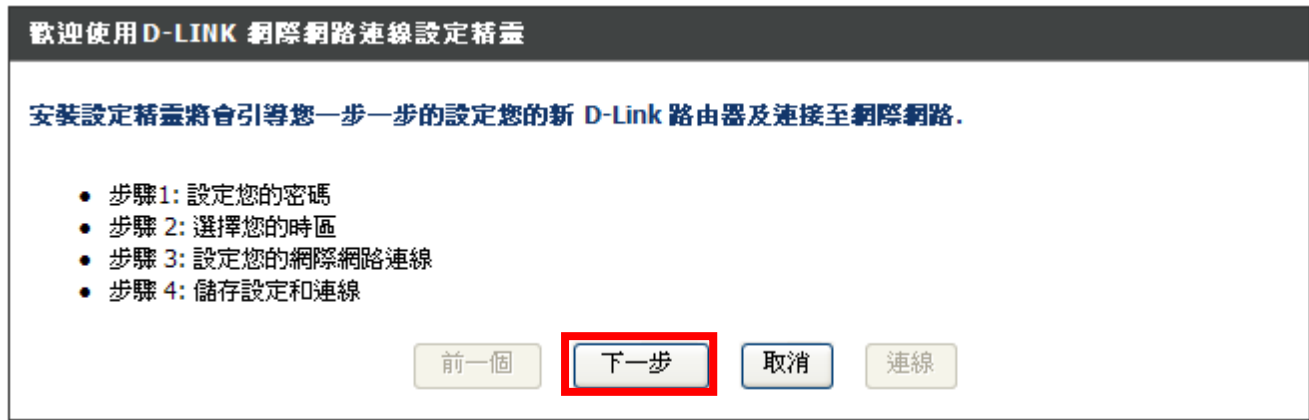 歡迎使用D-LINK 網際網路連線設定精靈
安裝設定精靈將會引導您一步一步的設定您的新 D-Link 路由器及連接至網際網路.
• 步驟1: 設定您的密碼
• 步驟 2: 選擇您的時區
• 步驟 3: 設定您的網際網路連線
• 步驟 4: 儲存設定和連線
前一個 下一步 取消 連線